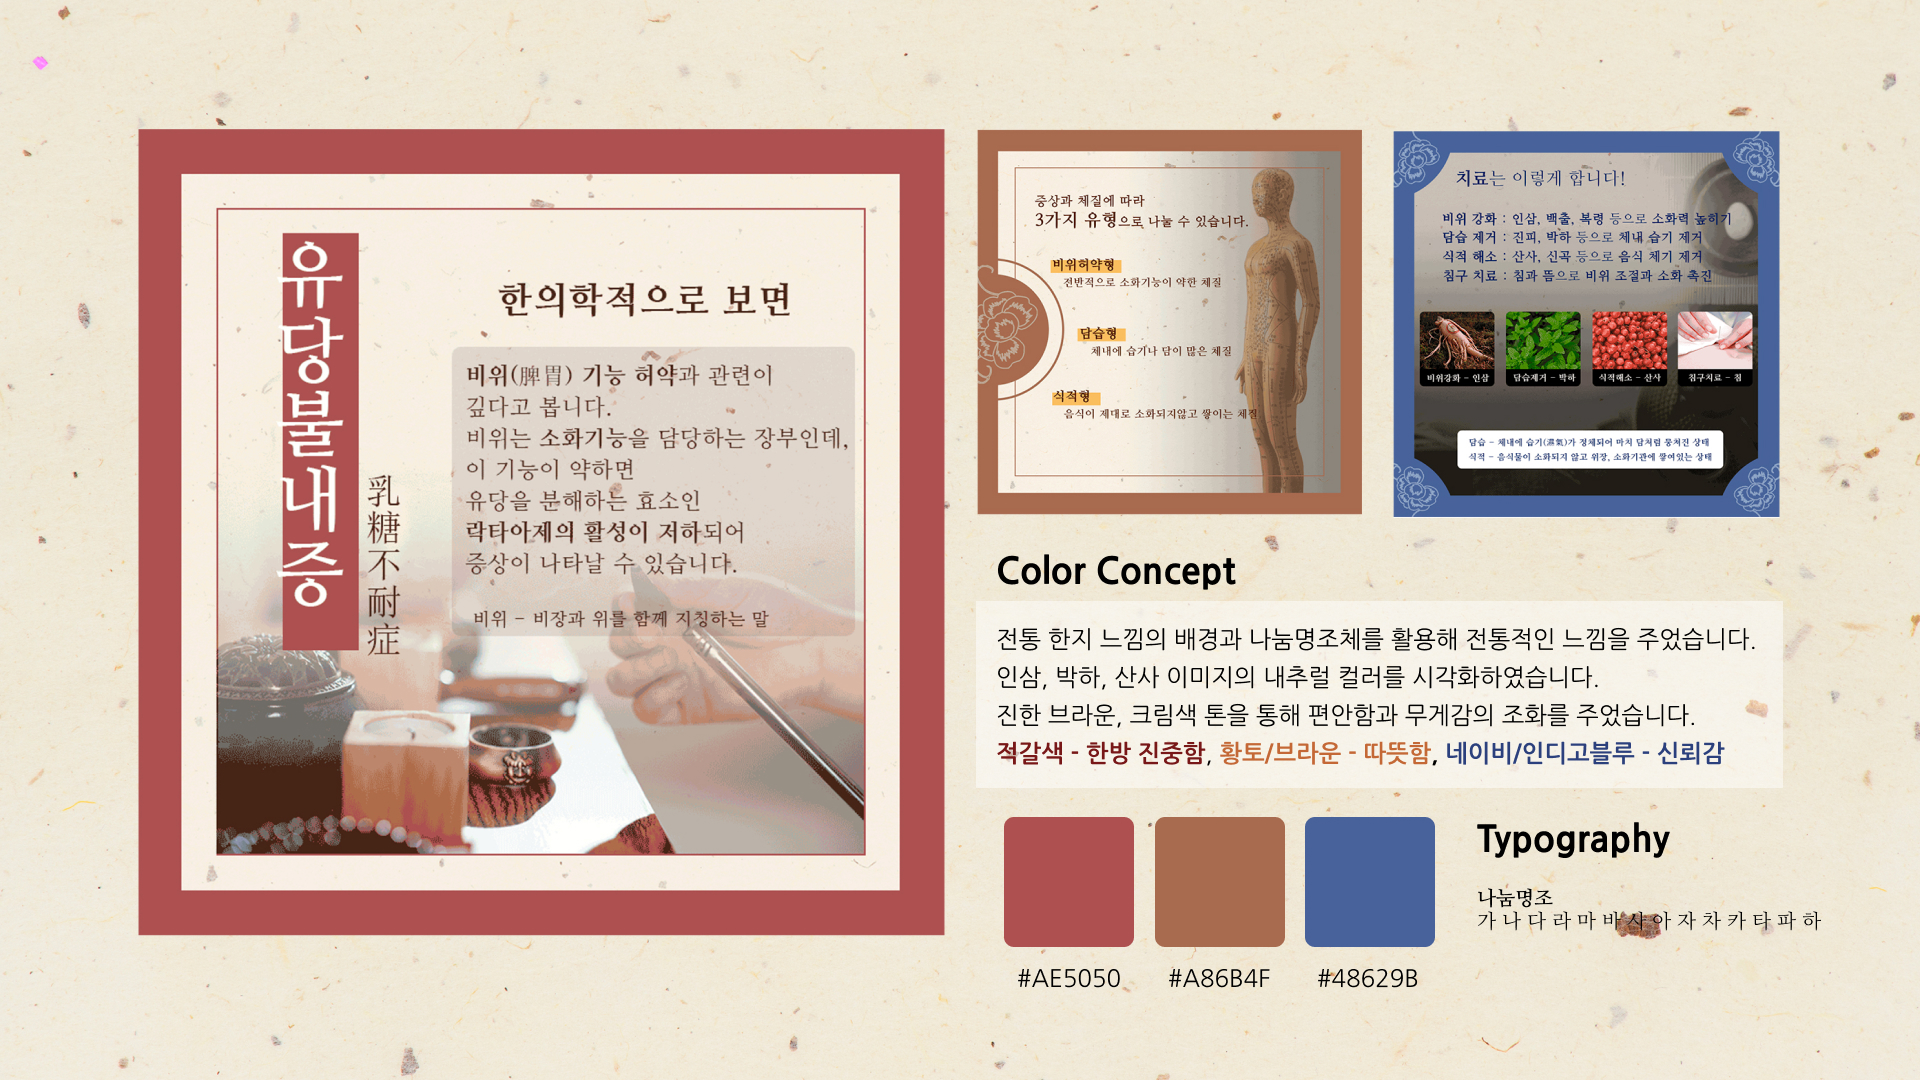 유당불내증
乳糖不耐症
한의학적으로 보면
비위(脾胃) 기능 허약과 관련이
깊다고 봅니다.
비위는 소화기능을 담당하는 장부인데,
이 기능이 약하면
유당을 분해하는 효소인
락타아제의 활성이 저하되어
증상이 나타날 수 있습니다.
비위 - 비장과 위를 함께 지칭하는 말
증상과 체질에 따라
3가지 유형으로 나눌 수 있습니다.
비위허약형
전반적으로 소화기능이 약한 체질
담습형
체내에 습기나 담이 많은 체질
식적형
음식이 제대로 소화되지않고 쌓이는 체질
치료는 이렇게 합니다!
비위 강화 : 인삼, 백출, 복령 등으로 소화력 높히기
담습 제거 : 진피, 박하 등으로 체내 습기 제거
식적 해소 : 산사, 신곡 등으로 음식 체기 제거
침구 치료 : 침과 뜸으로 비위 조절과 소화 촉진
비위강화 - 인삼
담습제거 - 박하
식적해소 - 산사
침구치료 - 침
담습 - 체내에 습기(濕氣)가 정체되어 마치 담처럼 뭉쳐진 상태
식적 - 음식물이 소화되지 않고 위장, 소화기관에 쌓여있는 상태
Color Concept
전통 한지 느낌의 배경과 나눔명조체를 활용해 전통적인 느낌을 주었습니다.
인삼, 박하, 산사 이미지의 내추럴 컬러를 시각화하였습니다.
진한 브라운, 크림색 톤을 통해 편안함과 무게감의 조화를 주었습니다.
적갈색 - 한방 진중함, 황토/브라운 - 따뜻함, 네이비/인디고블루 - 신뢰감
#AE5050
#A86B4F
#48629B
Typography
나눔명조
가 나 다 라 마 바 사 아 자 차 카 타 파 하